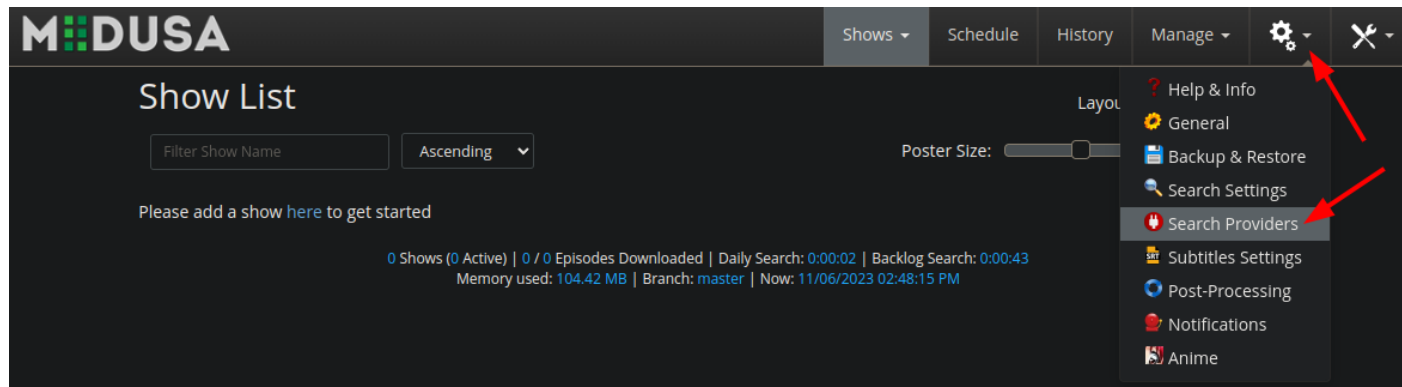 MEDUSA
Shows
Schedule
History
Manage
Show List
Layou
Filter Show Name
Ascending
Poster Size:
Please add a show here to get started
0 Shows (0 Active) | 0 / 0 Episodes Downloaded | Daily Search: 0:00:02 | Backlog Search: 0:00:43
Memory used: 104.42 MB | Branch: master | Now: 11/06/2023 02:48:15 PM
? Help & Info
General
Backup & Restore
Search Settings
Search Providers
SRT Subtitles Settings
Post-Processing
Notifications
Anime